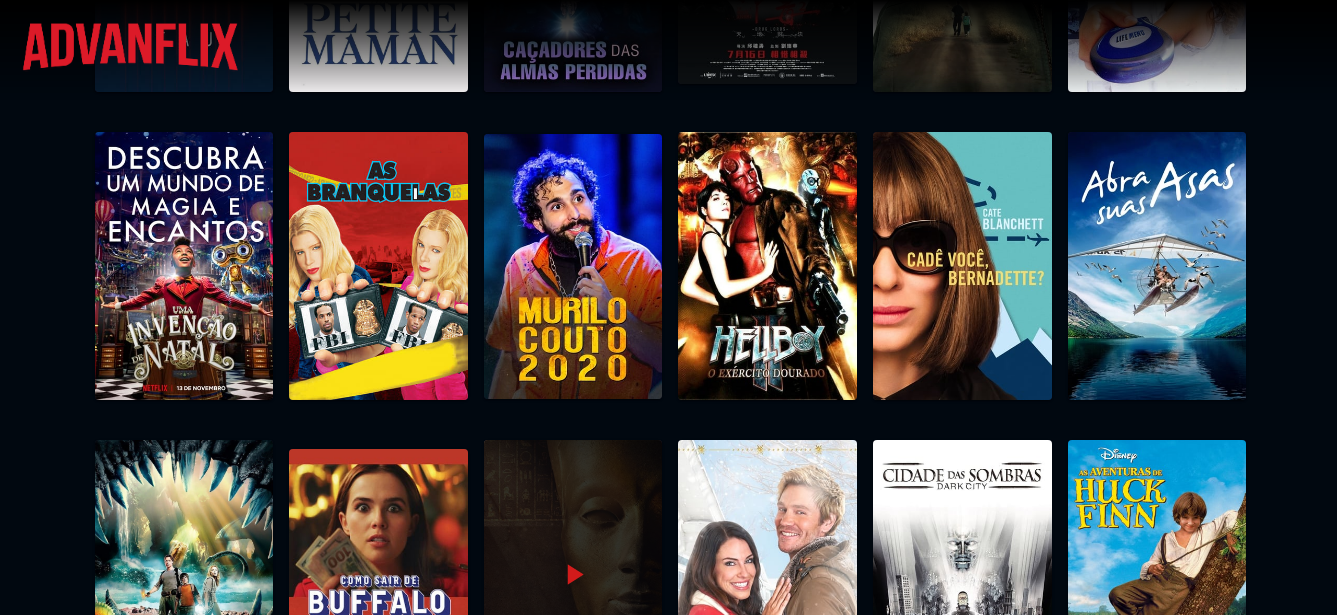 ADVANFLIX
PETITE
MAMAN
CAÇADORES DAS
ALMAS PERDIDAS
7月16日
LIFE MENU
DESCUBRA
UM MUNDO DE
MAGIA E
ENCANTOS
UMA
INVENÇÃO
DE NATAL
NETFLIX | 13 DE NOVEMBRO
AS
BRANQUELAS
FBI
FBI
MURILO
COUTO
2020
HELLBOY
II
O EXÉRCITO DOURADO
CATE
BLANCHETT
CADÊ VOCÊ,
BERNADETTE?
Abra
suas
Asas
COMO SAIR DE
BUFFALO
100
CIDADE DAS SOMBRAS
DARK CITY
Disney
AS AVENTURAS DE
HUCK
FINN